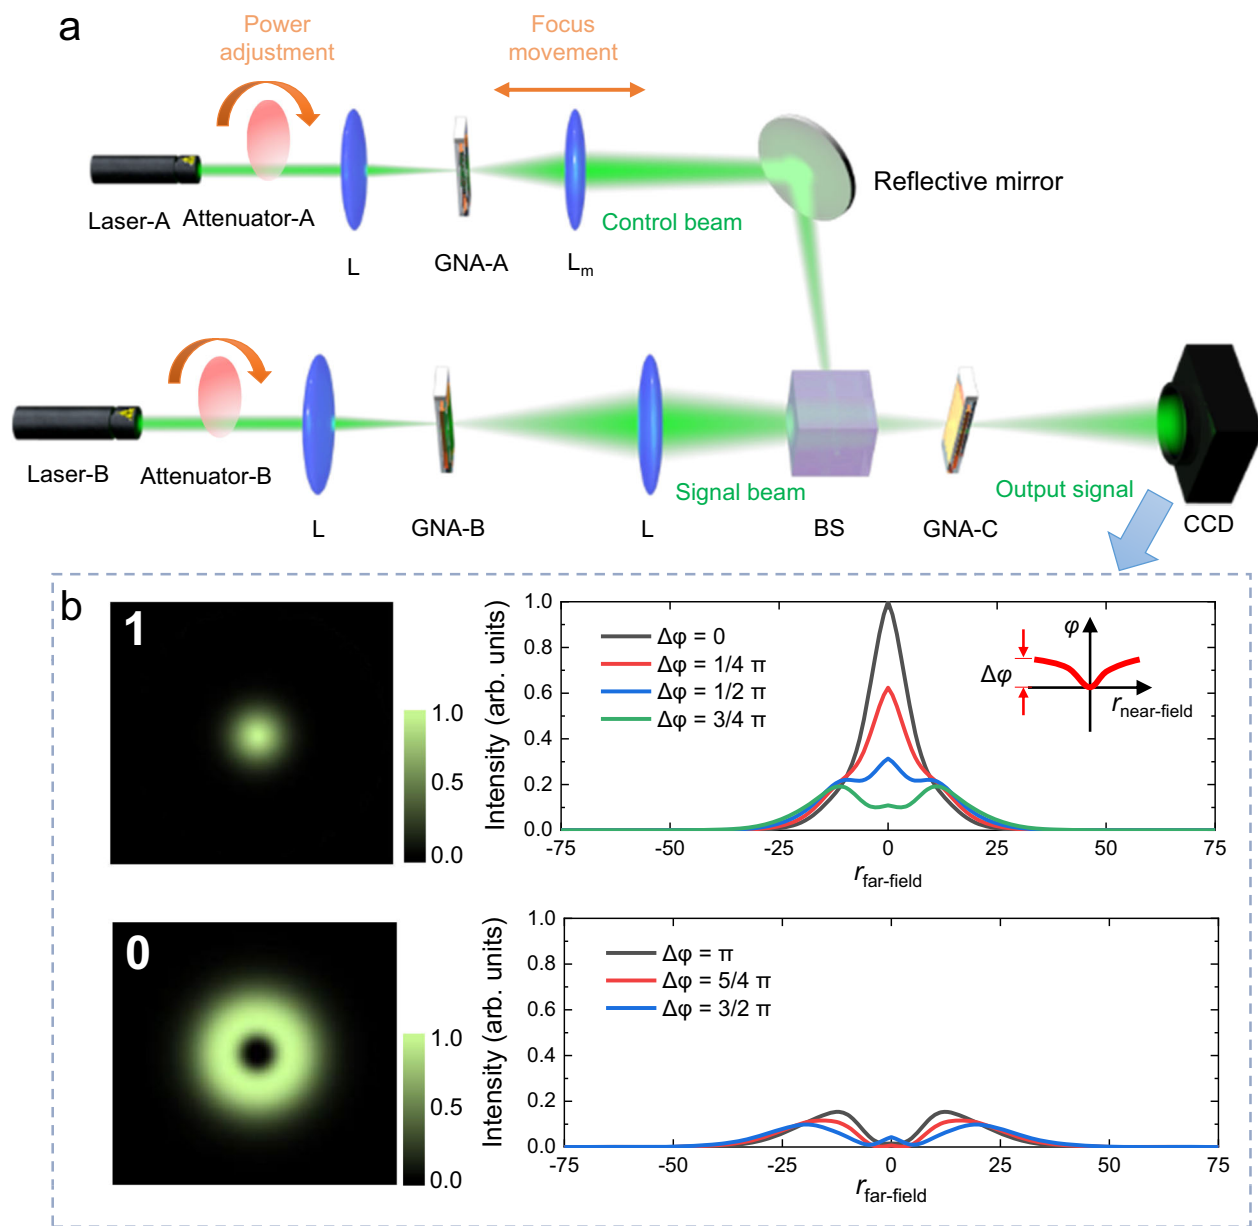 a
Power
adjustment
Focus
movement
Reflective mirror
Laser-A
Attenuator-A
Control beam
L
GNA-A
Lm
Laser-B
Attenuator-B
Signal beam
Output signal
L
GNA-B
L
BS
GNA-C
CCD
b
1
1.0
0.5
0.0
Intensity (arb. units)
1.0
0.8
0.6
0.4
0.2
0.0
Δφ = 0
Δφ = 1/4 π
Δφ = 1/2 π
Δφ = 3/4 π
φ
Δφ
rnear-field
-75 -50 -25 0 25 50 75
rfar-field
0
1.0
0.5
0.0
Intensity (arb. units)
1.0
0.8
0.6
0.4
0.2
0.0
Δφ = π
Δφ = 5/4 π
Δφ = 3/2 π
-75 -50 -25 0 25 50 75
rfar-field